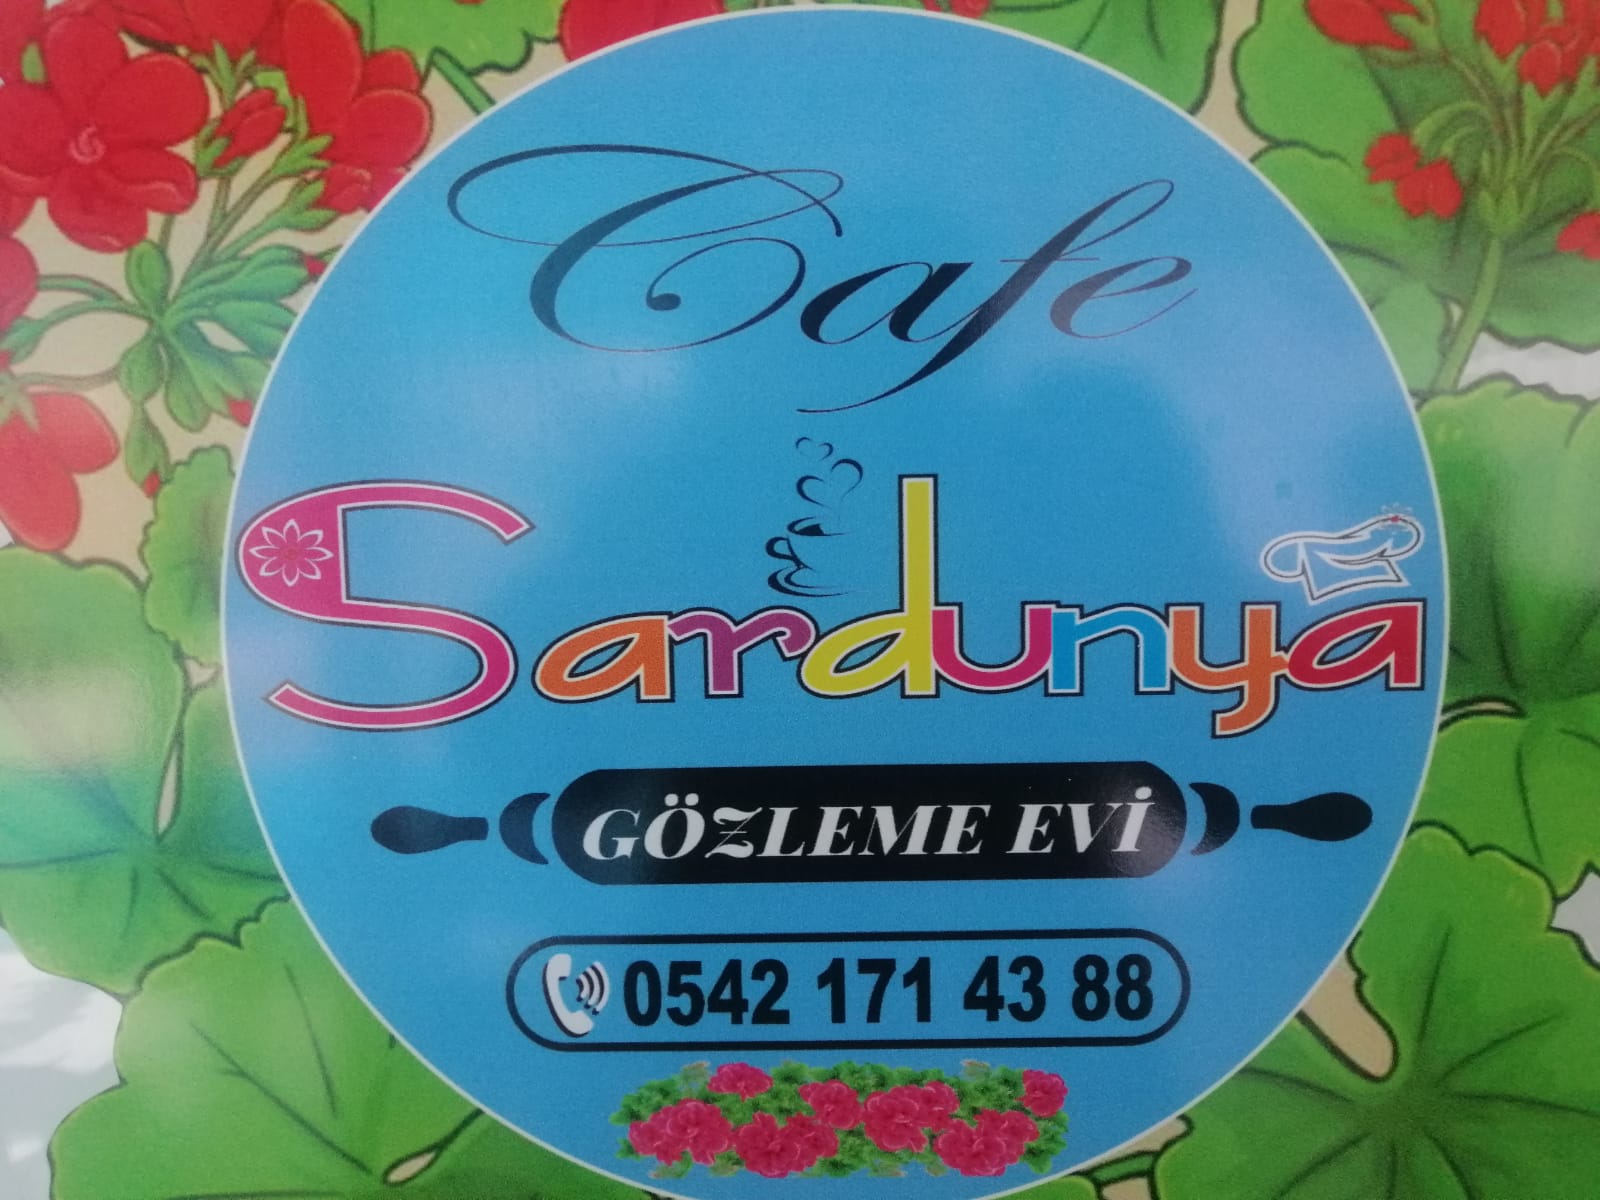 Cafe
Sardunya
GÖZLEME EVİ
0542 171 43 88